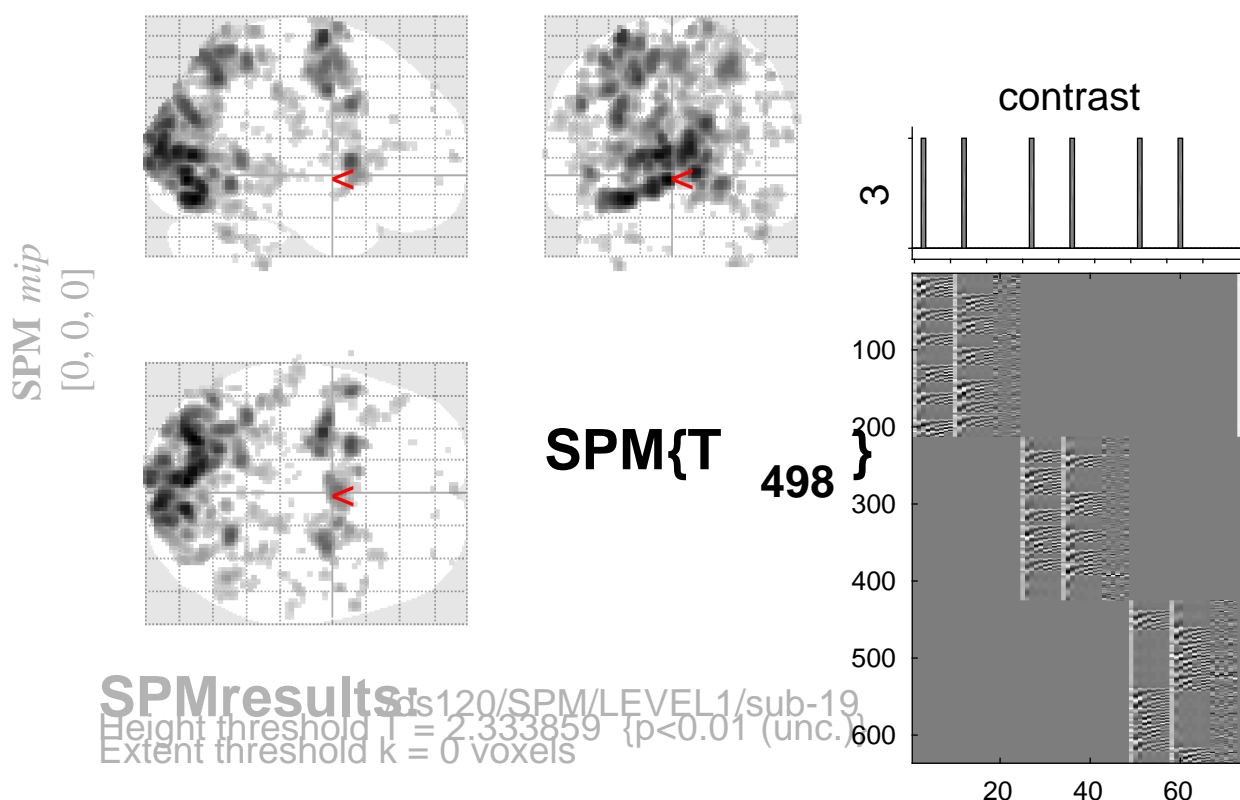 SPM mip
[0, 0, 0]
<
<
<
SPM{T498}
contrast
3
100
200
300
400
500
600
20 40 60
SPMresults: /ds120/SPM/LEVEL1/sub-19
Height threshold T = 2.333859 {p<0.01 (unc.)}
Extent threshold k = 0 voxels